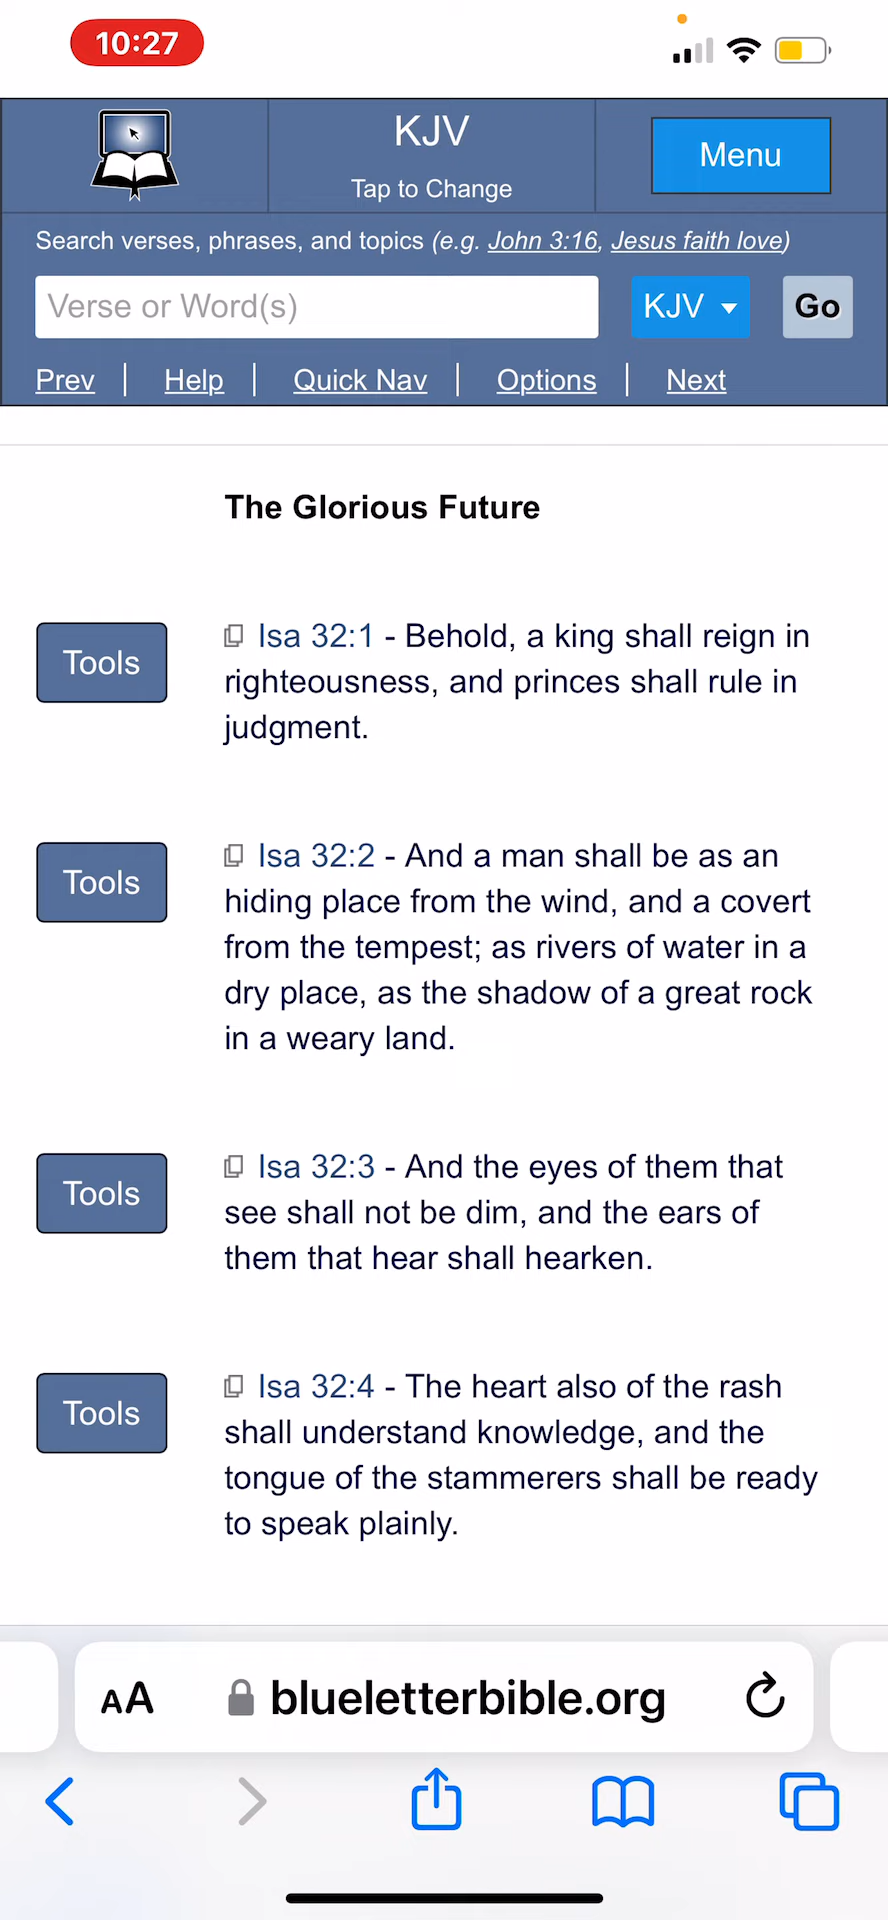 10:27
KJV
Tap to Change
Menu
Search verses, phrases, and topics (e.g. John 3:16, Jesus faith love)
Verse or Word(s)
KJV
Go
Prev | Help | Quick Nav | Options | Next
The Glorious Future
Tools
Isa 32:1 - Behold, a king shall reign in
righteousness, and princes shall rule in
judgment.
Tools
Isa 32:2 - And a man shall be as an
hiding place from the wind, and a covert
from the tempest; as rivers of water in a
dry place, as the shadow of a great rock
in a weary land.
Tools
Isa 32:3 - And the eyes of them that
see shall not be dim, and the ears of
them that hear shall hearken.
Tools
Isa 32:4 - The heart also of the rash
shall understand knowledge, and the
tongue of the stammerers shall be ready
to speak plainly.
AA
blueletterbible.org